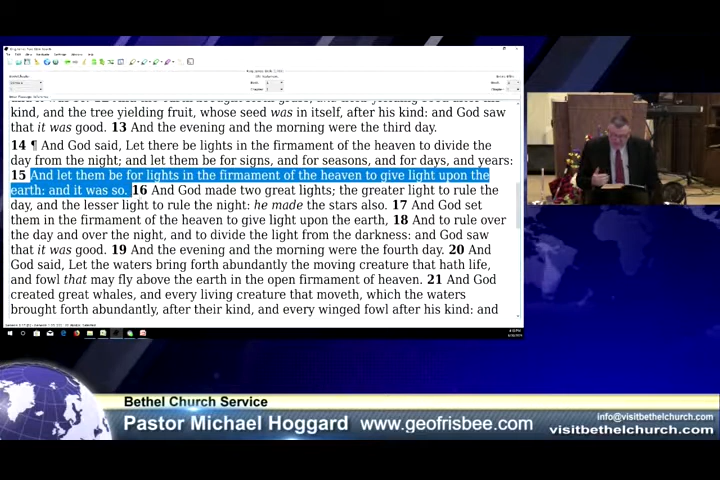 kind, and the tree yielding fruit, whose seed was in itself, after his kind: and God saw
that it was good. 13 And the evening and the morning were the third day.
14 ¶ And God said, Let there be lights in the firmament of the heaven to divide the
day from the night; and let them be for signs, and for seasons, and for days, and years:
15 And let them be for lights in the firmament of the heaven to give light upon the
earth: and it was so. 16 And God made two great lights; the greater light to rule the
day, and the lesser light to rule the night: he made the stars also. 17 And God set
them in the firmament of the heaven to give light upon the earth, 18 And to rule over
the day and over the night, and to divide the light from the darkness: and God saw
that it was good. 19 And the evening and the morning were the fourth day. 20 And
God said, Let the waters bring forth abundantly the moving creature that hath life,
and fowl that may fly above the earth in the open firmament of heaven. 21 And God
created great whales, and every living creature that moveth, which the waters
brought forth abundantly, after their kind, and every winged fowl after his kind: and
Bethel Church Service
Pastor Michael Hoggard www.geofrisbee.com
info@visitbethelchurch.com
visitbethelchurch.com